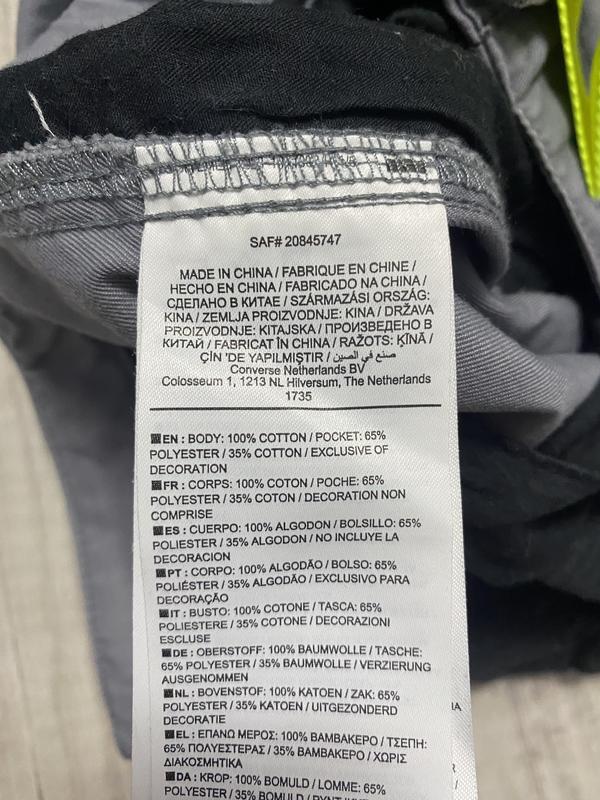 SAF# 20845747
MADE IN CHINA / FABRIQUE EN CHINE /
HECHO EN CHINA / FABRICADO NA CHINA /
СДЕЛАНО В КИТАЕ / SZÁRMAZÁSI ORSZÁG:
KINA / ZEMLJA PROIZVODNJE: KINA / DRŽAVA
PROIZVODNJE: KITAJSKA / ПРОИЗВЕДЕНО В
КИТАЙ / FABRICAT ÎN CHINA / RAŽOTS: ĶĪNĀ /
ÇİN 'DE YAPILMIŞTIR / صنع في الصين
Converse Netherlands BV
Colosseum 1, 1213 NL Hilversum, The Netherlands
1735
EN : BODY: 100% COTTON / POCKET: 65%
POLYESTER / 35% COTTON / EXCLUSIVE OF
DECORATION
FR : CORPS: 100% COTON / POCHE: 65%
POLYESTER / 35% COTON / DECORATION NON
COMPRISE
ES : CUERPO: 100% ALGODON / BOLSILLO: 65%
POLIESTER / 35% ALGODON / NO INCLUYE LA
DECORACION
PT : CORPO: 100% ALGODÃO / BOLSO: 65%
POLIÉSTER / 35% ALGODÃO / EXCLUSIVO PARA
DECORAÇÃO
IT : BUSTO: 100% COTONE / TASCA: 65%
POLIESTERE / 35% COTONE / DECORAZIONI
ESCLUSE
DE : OBERSTOFF: 100% BAUMWOLLE / TASCHE:
65% POLYESTER / 35% BAUMWOLLE / VERZIERUNG
AUSGENOMMEN
NL : BOVENSTOF: 100% KATOEN / ZAK: 65%
POLYESTER / 35% KATOEN / UITGEZONDERD
DECORATIE
EL : ΕΠΑΝΩ ΜΕΡΟΣ: 100% ΒΑΜΒΑΚΕΡΟ / ΤΣΕΠΗ:
65% ΠΟΛΥΕΣΤΕΡΑΣ / 35% ΒΑΜΒΑΚΕΡΟ / ΧΩΡΙΣ
ΔΙΑΚΟΣΜΗΤΙΚΑ
DA : KROP: 100% BOMULD / LOMME: 65%
POLYESTER / 35% BOMULD /